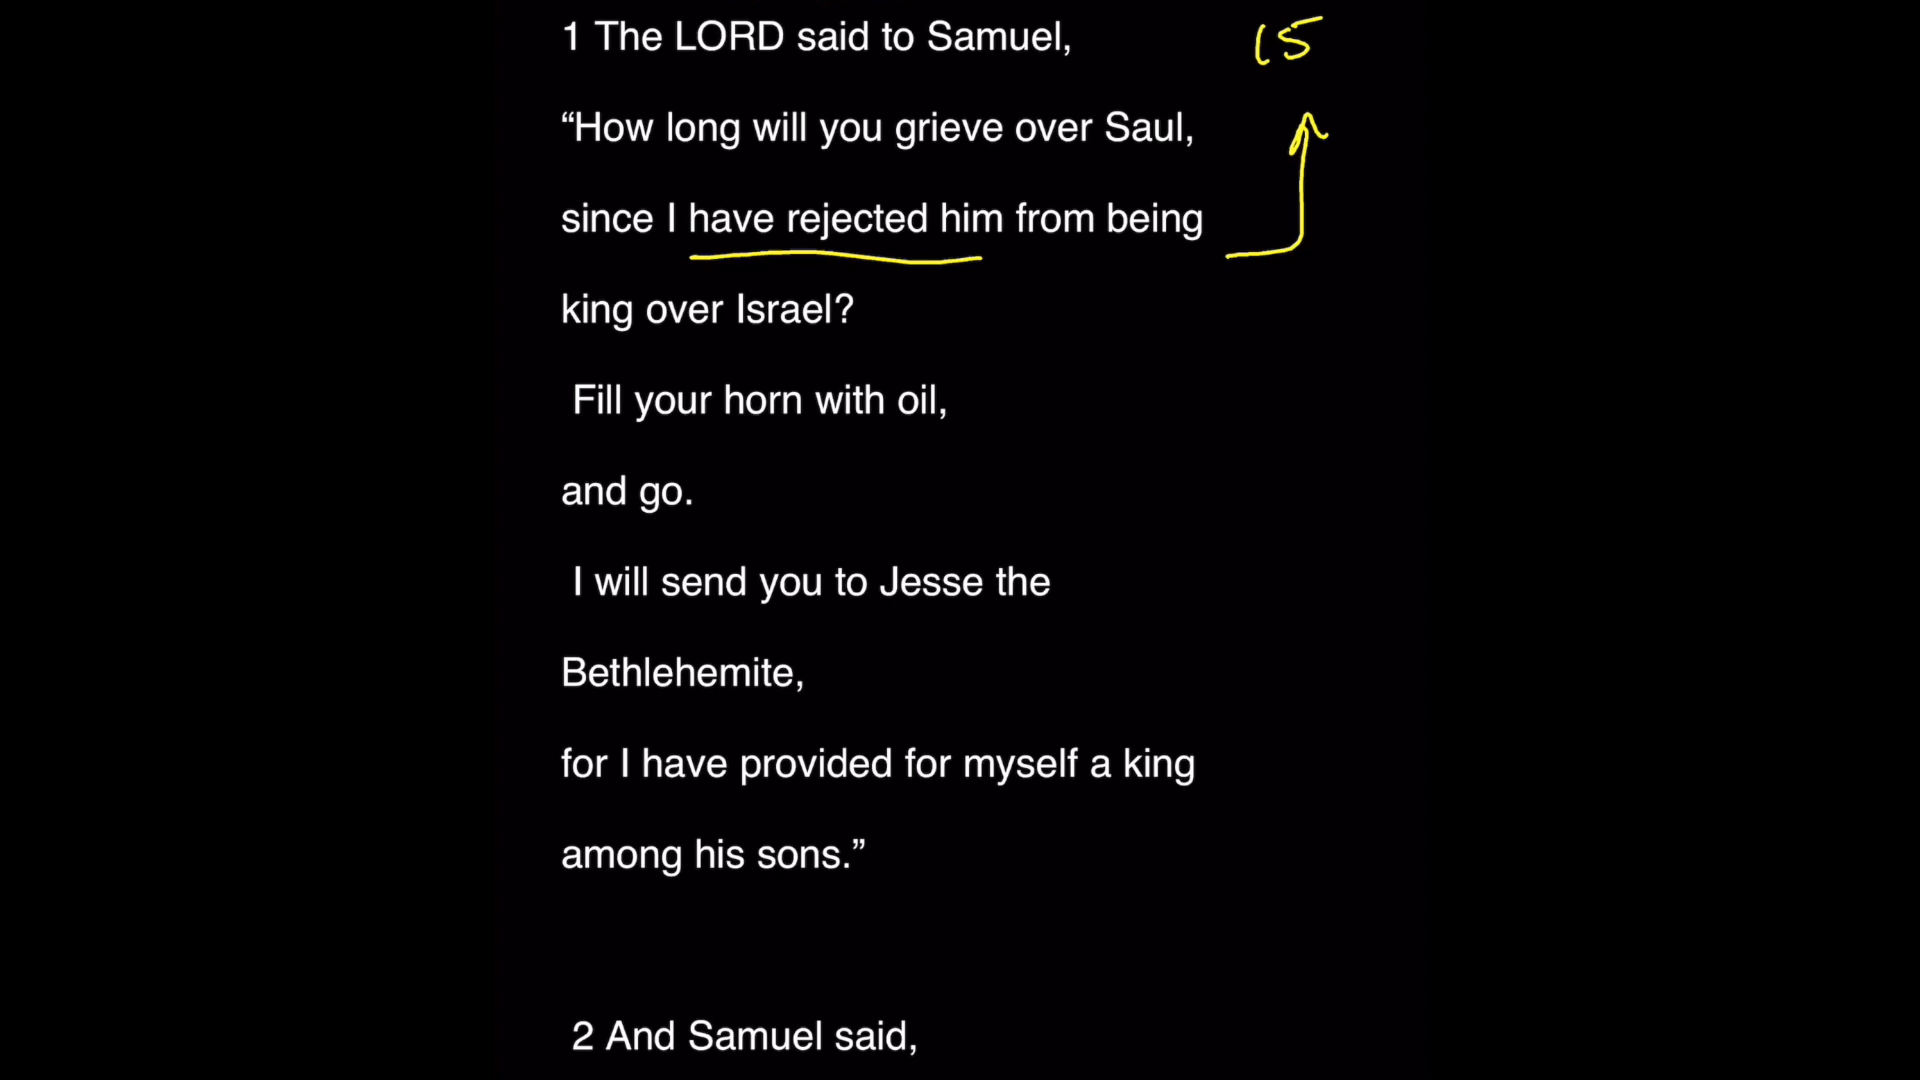 1 The LORD said to Samuel,
15
“How long will you grieve over Saul,
since I have rejected him from being
king over Israel?
Fill your horn with oil,
and go.
I will send you to Jesse the
Bethlehemite,
for I have provided for myself a king
among his sons.”
2 And Samuel said,